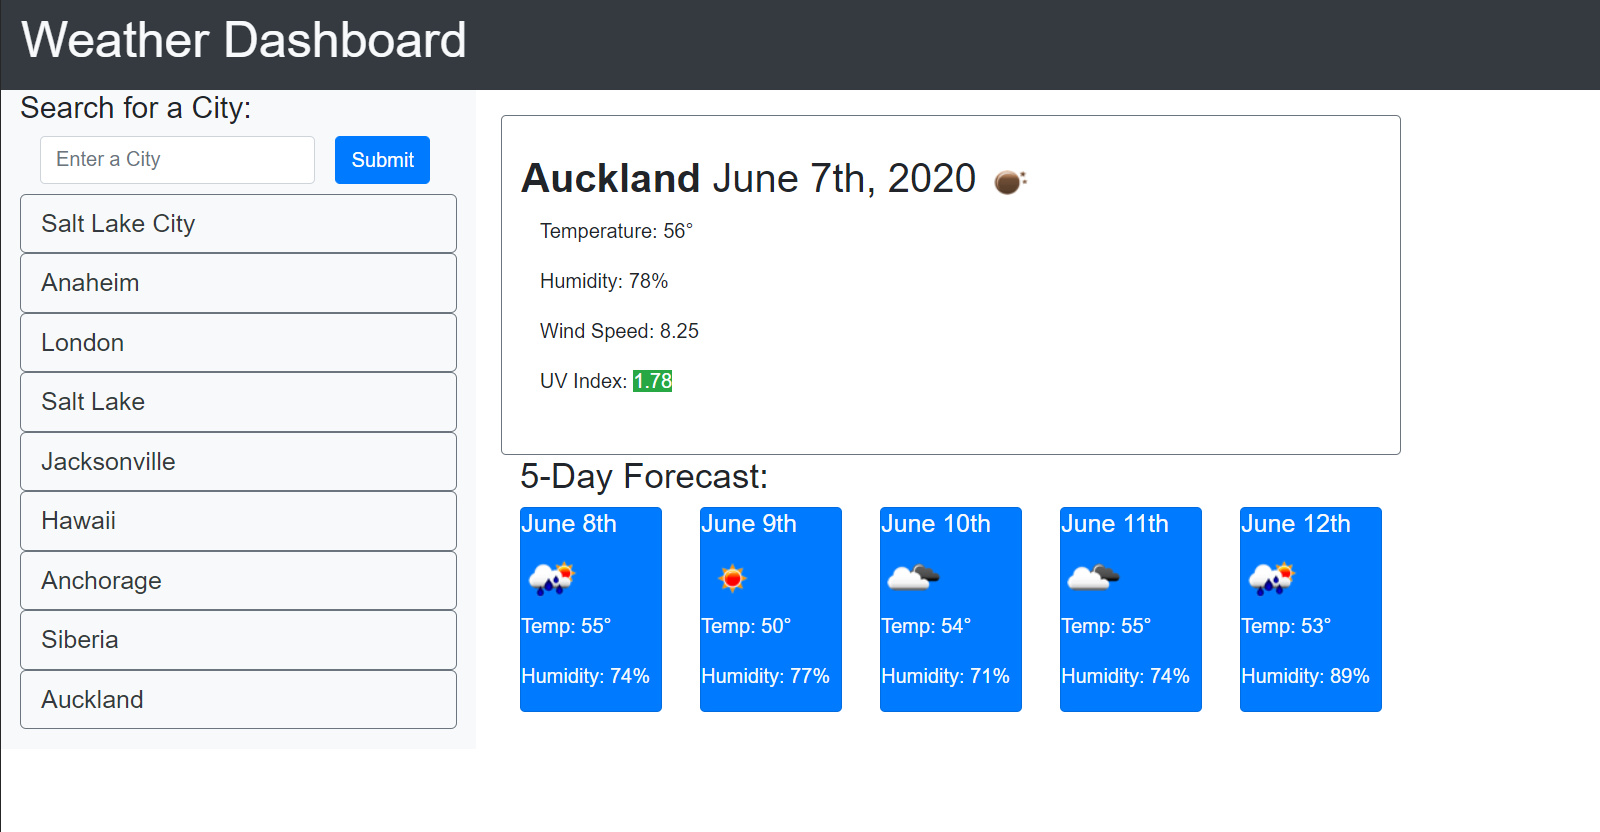 Weather Dashboard
Search for a City:
Enter a City
Submit
Salt Lake City
Anaheim
London
Salt Lake
Jacksonville
Hawaii
Anchorage
Siberia
Auckland
Auckland June 7th, 2020
Temperature: 56°
Humidity: 78%
Wind Speed: 8.25
UV Index: 1.78
5-Day Forecast:
June 8th
Temp: 55°
Humidity: 74%
June 9th
Temp: 50°
Humidity: 77%
June 10th
Temp: 54°
Humidity: 71%
June 11th
Temp: 55°
Humidity: 74%
June 12th
Temp: 53°
Humidity: 89%